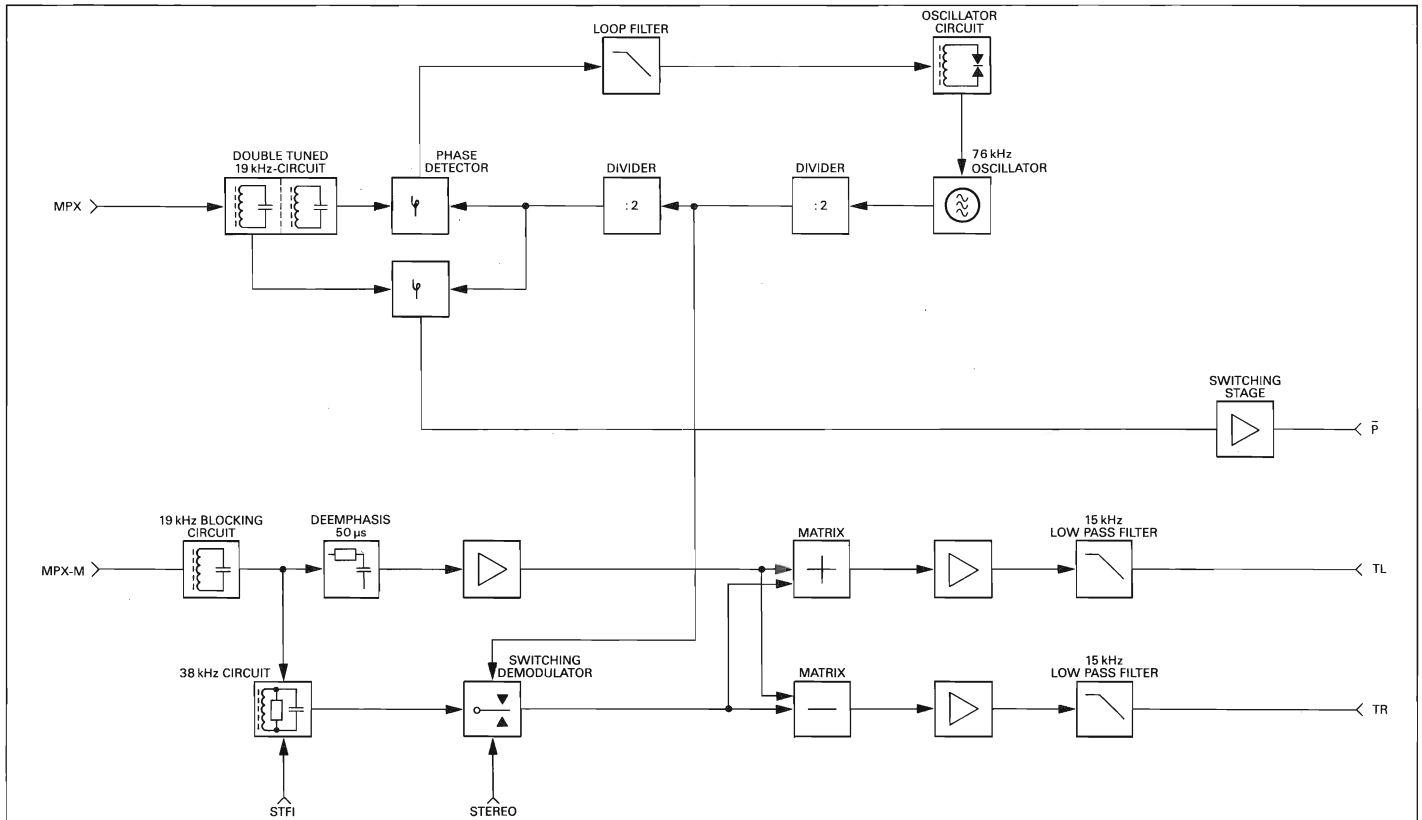 OSCILLATOR
CIRCUIT
LOOP FILTER
DOUBLE TUNED
19 kHz-CIRCUIT
PHASE
DETECTOR
DIVIDER
DIVIDER
76 kHz
OSCILLATOR
MPX
φ
: 2
: 2
φ
SWITCHING
STAGE
P̄
19 kHz BLOCKING
CIRCUIT
DEEMPHASIS
50 µs
MATRIX
15 kHz
LOW PASS FILTER
MPX-M
+
TL
38 kHz CIRCUIT
SWITCHING
DEMODULATOR
MATRIX
15 kHz
LOW PASS FILTER
—
TR
STFI
STEREO